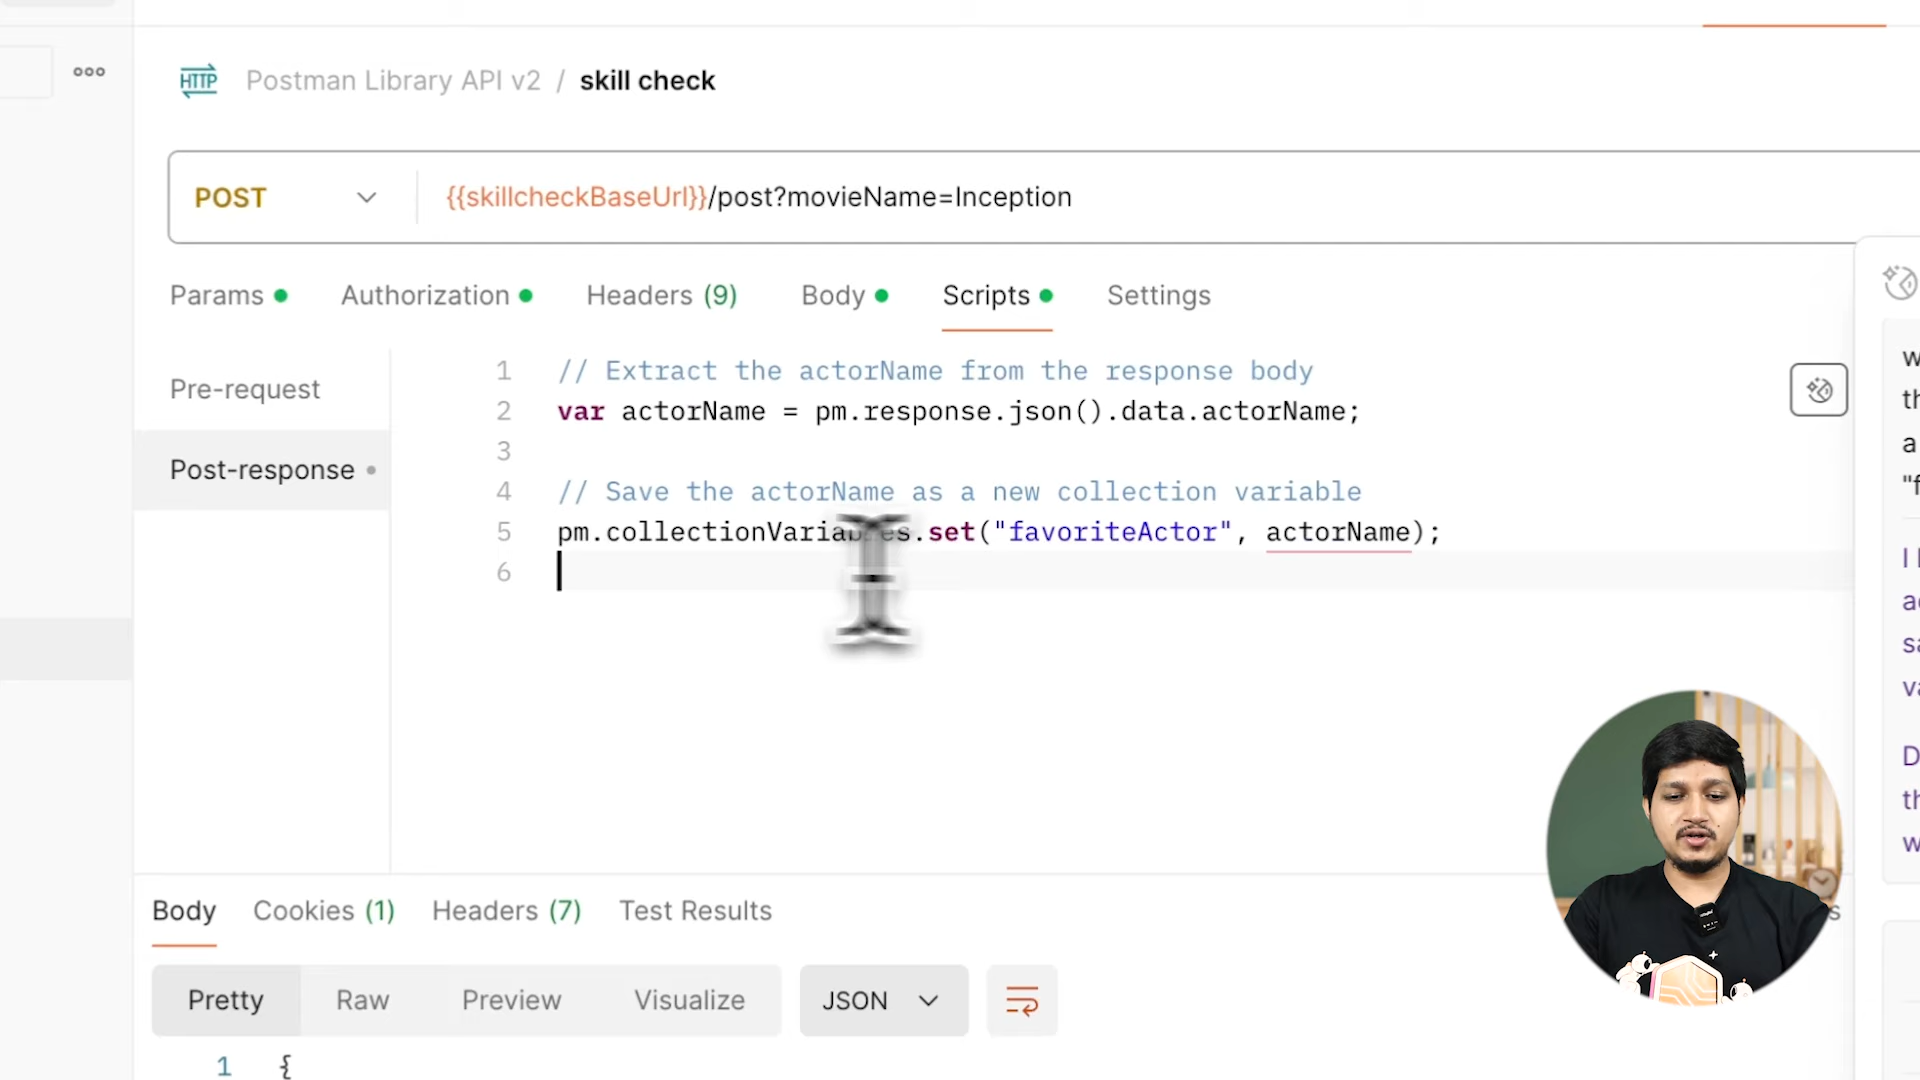 HTTP Postman Library API v2 / skill check
POST {{skillcheckBaseUrl}}/post?movieName=Inception
Params Authorization Headers (9) Body Scripts Settings
Pre-request
Post-response
1 // Extract the actorName from the response body
2 var actorName = pm.response.json().data.actorName;
3
4 // Save the actorName as a new collection variable
5 pm.collectionVariables.set("favoriteActor", actorName);
6
Body Cookies (1) Headers (7) Test Results
Pretty Raw Preview Visualize JSON
1 {